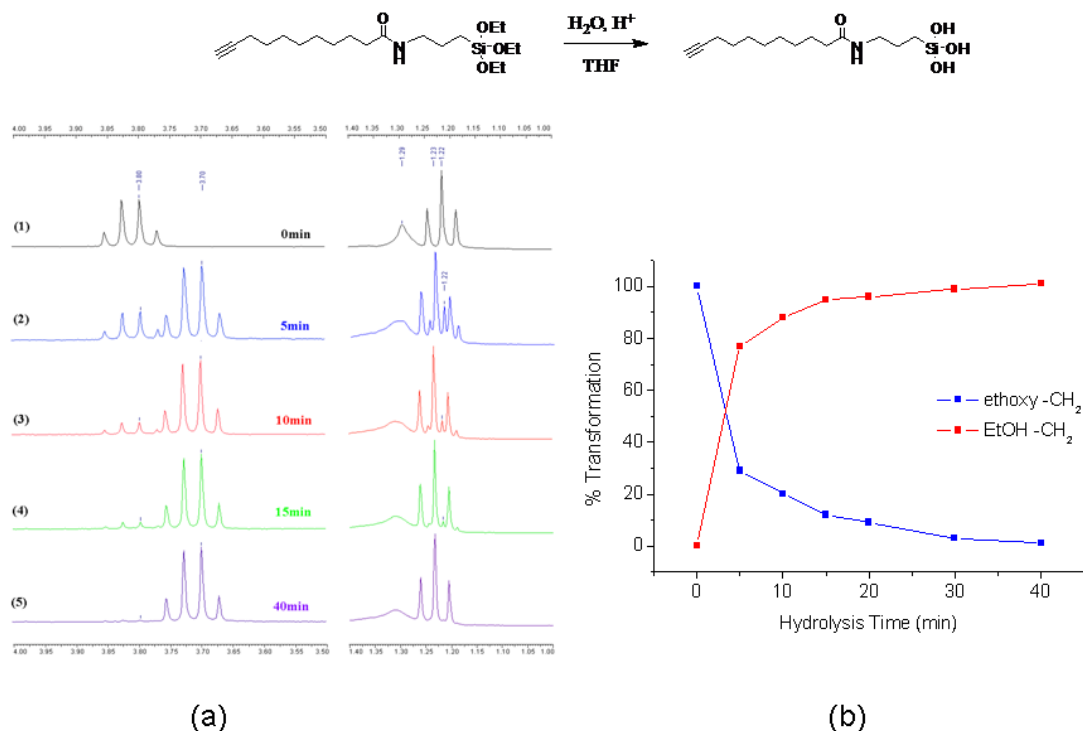 O
N
H
OEt
Si-OEt
OEt
H₂O, H⁺
THF
O
N
H
OH
Si-OH
OH
4.00 3.95 3.90 3.85 3.80 3.75 3.70 3.65 3.60 3.55 3.50
1.40 1.35 1.30 1.25 1.20 1.15 1.10 1.05 1.00
3.80
3.70
1.29
1.23
1.22
(1)
0min
(2)
5min
1.22
(3)
10min
(4)
15min
(5)
40min
4.00 3.95 3.90 3.85 3.80 3.75 3.70 3.65 3.60 3.55 3.50
1.40 1.35 1.30 1.25 1.20 1.15 1.10 1.05 1.00
(a)
% Transformation
100
80
60
40
20
0
ethoxy -CH₂
EtOH -CH₂
0 10 20 30 40
Hydrolysis Time (min)
(b)